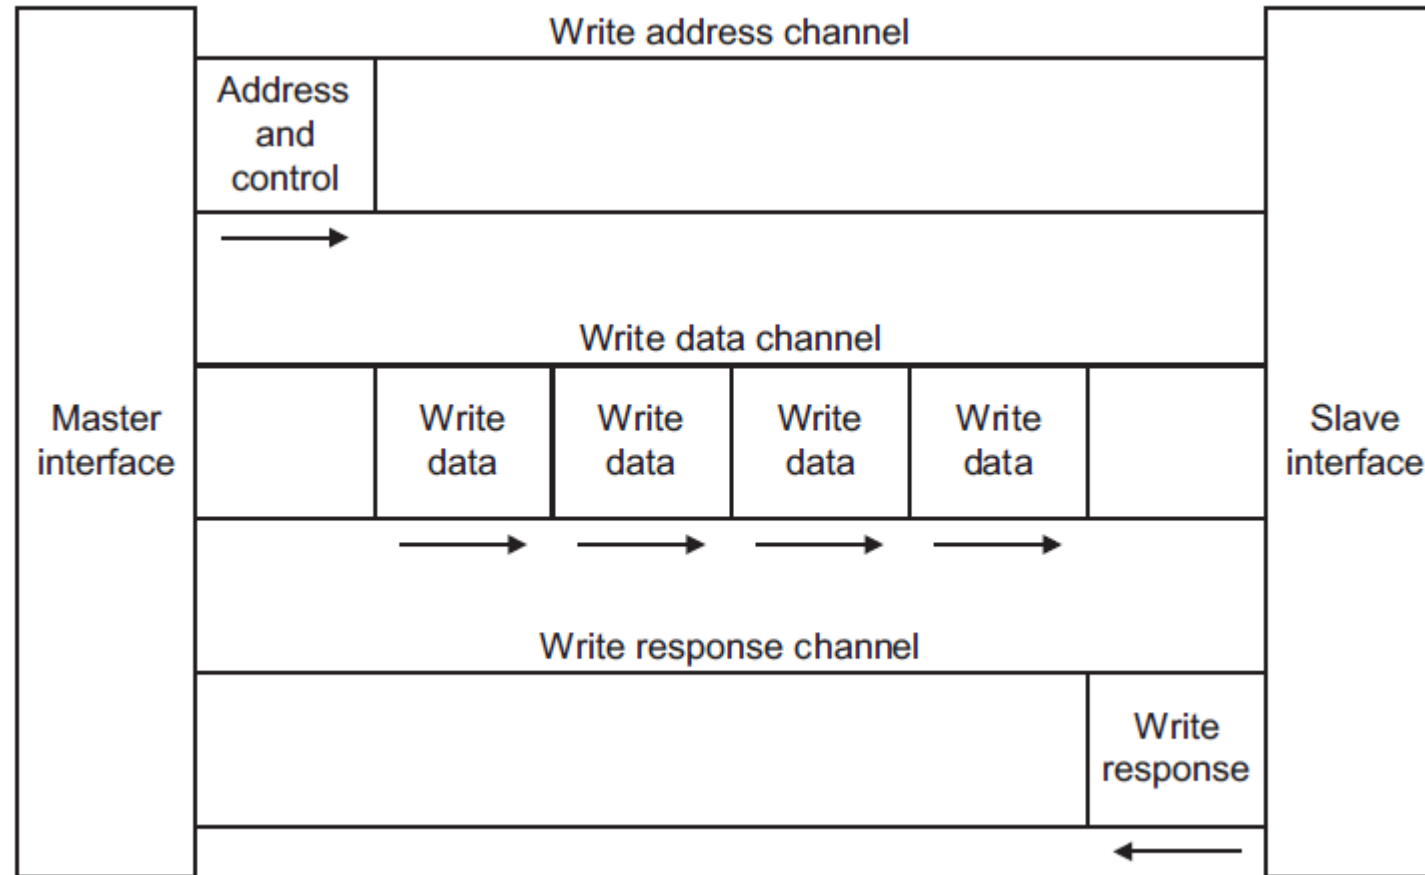 Write address channel
Address
and
control
Write data channel
Master
interface
Write
data
Write
data
Write
data
Write
data
Slave
interface
Write response channel
Write
response